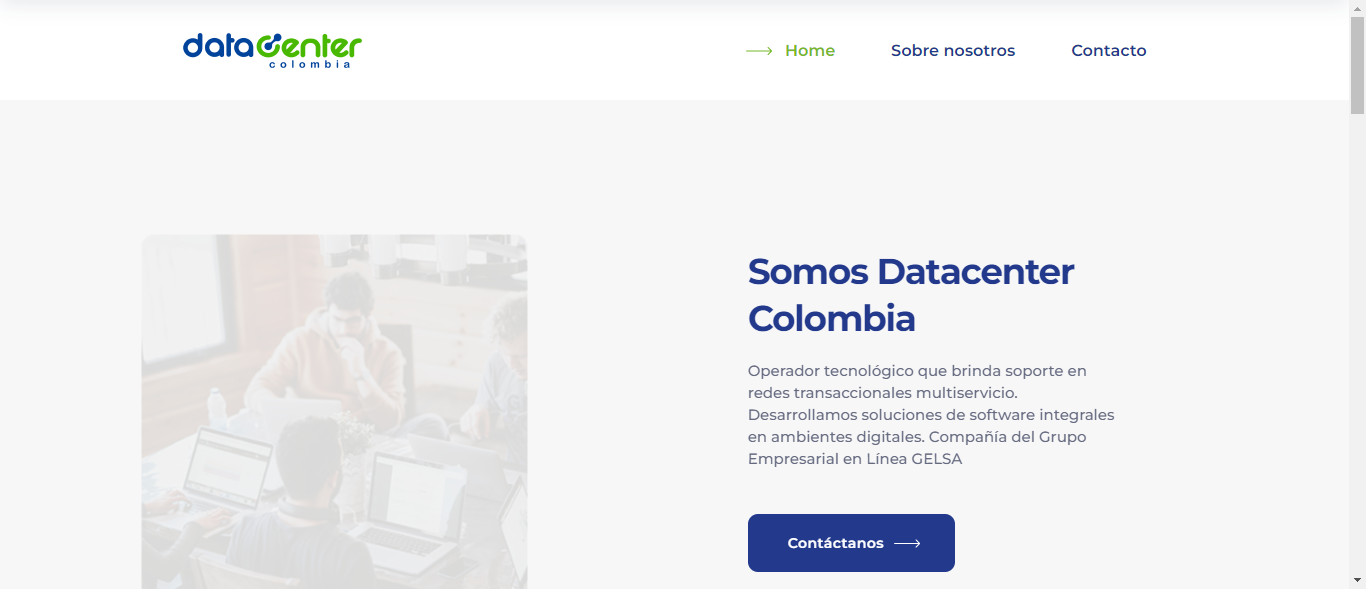 datacenter
colombia
Home
Sobre nosotros
Contacto
Somos Datacenter
Colombia
Operador tecnológico que brinda soporte en
redes transaccionales multiservicio.
Desarrollamos soluciones de software integrales
en ambientes digitales. Compañía del Grupo
Empresarial en Línea GELSA
Contáctanos